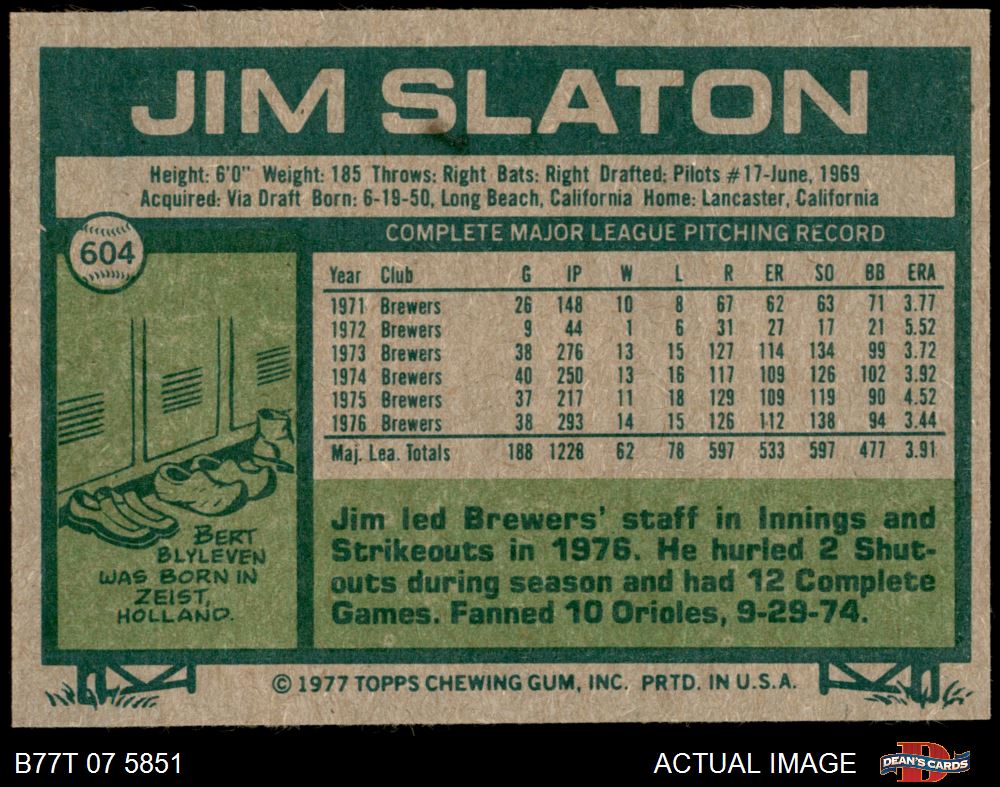 JIM SLATON
Height: 6'0" Weight: 185 Throws: Right Bats: Right Drafted: Pilots #17-June, 1969
Acquired: Via Draft Born: 6-19-50, Long Beach, California Home: Lancaster, California
604
COMPLETE MAJOR LEAGUE PITCHING RECORD
Year Club G IP W L R ER SO BB ERA
1971 Brewers 26 148 10 8 67 62 63 71 3.77
1972 Brewers 9 44 1 6 31 27 17 21 5.52
1973 Brewers 38 276 13 15 127 114 134 99 3.72
1974 Brewers 40 250 13 16 117 109 126 102 3.92
1975 Brewers 37 217 11 18 129 109 119 90 4.52
1976 Brewers 38 293 14 15 126 112 138 94 3.44
Maj. Lea. Totals 188 1228 62 78 597 533 597 477 3.91
BERT
BLYLEVEN
WAS BORN IN
ZEIST,
HOLLAND.
Jim led Brewers' staff in Innings and
Strikeouts in 1976. He hurled 2 Shut-
outs during season and had 12 Complete
Games. Fanned 10 Orioles, 9-29-74.
© 1977 TOPPS CHEWING GUM, INC. PRTD. IN U.S.A.
B77T 07 5851
ACTUAL IMAGE
D
DEAN'S CARDS